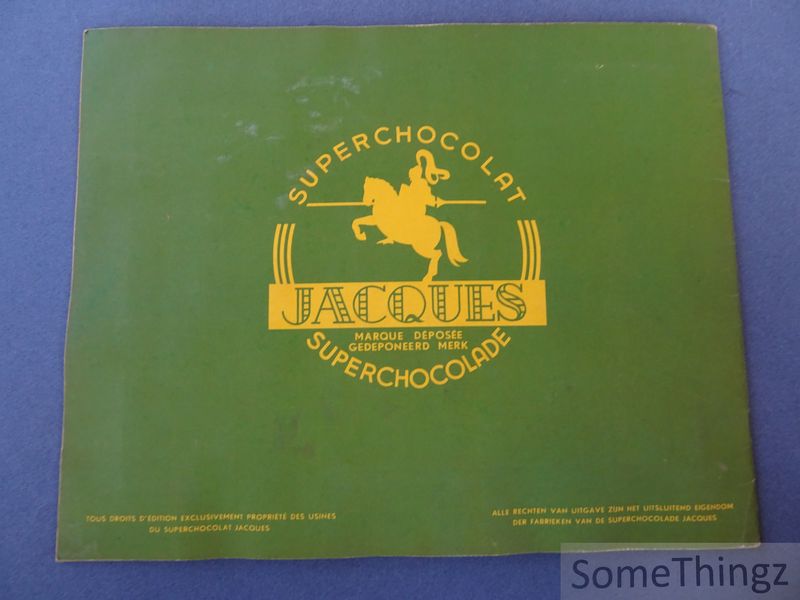 SUPERCHOCOLAT
JACQUES
MARQUE DÉPOSÉE
GEDEPONEERD MERK
SUPERCHOCOLADE
TOUS DROITS D'ÉDITION EXCLUSIVEMENT PROPRIÉTÉ DES USINES
DU SUPERCHOCOLAT JACQUES
ALLE RECHTEN VAN UITGAVE ZIJN HET UITSLUITEND EIGENDOM
DER FABRIEKEN VAN DE SUPERCHOCOLADE JACQUES
SomeThingz